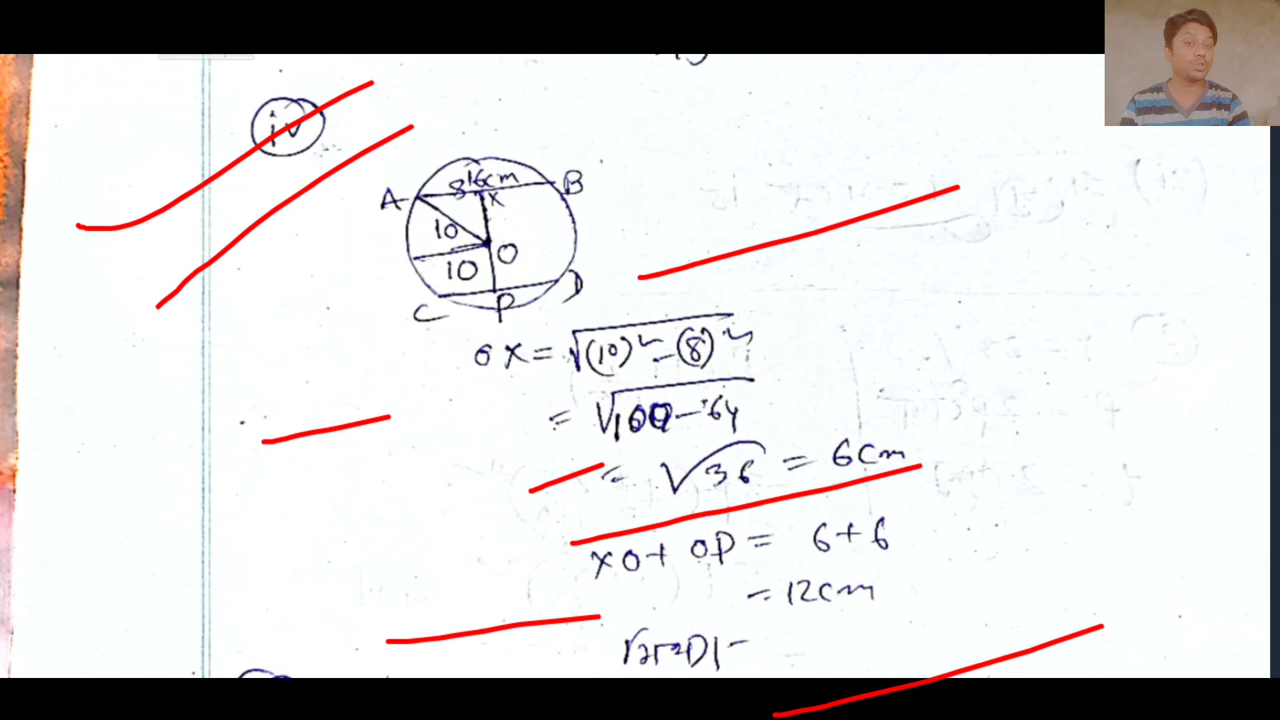 iv
A 8 16cm B
x
10
O
10
C P D
OX = √(10)² - (8)²
= √100 - 64
= √36 = 6cm
XO + OP = 6 + 6
= 12cm